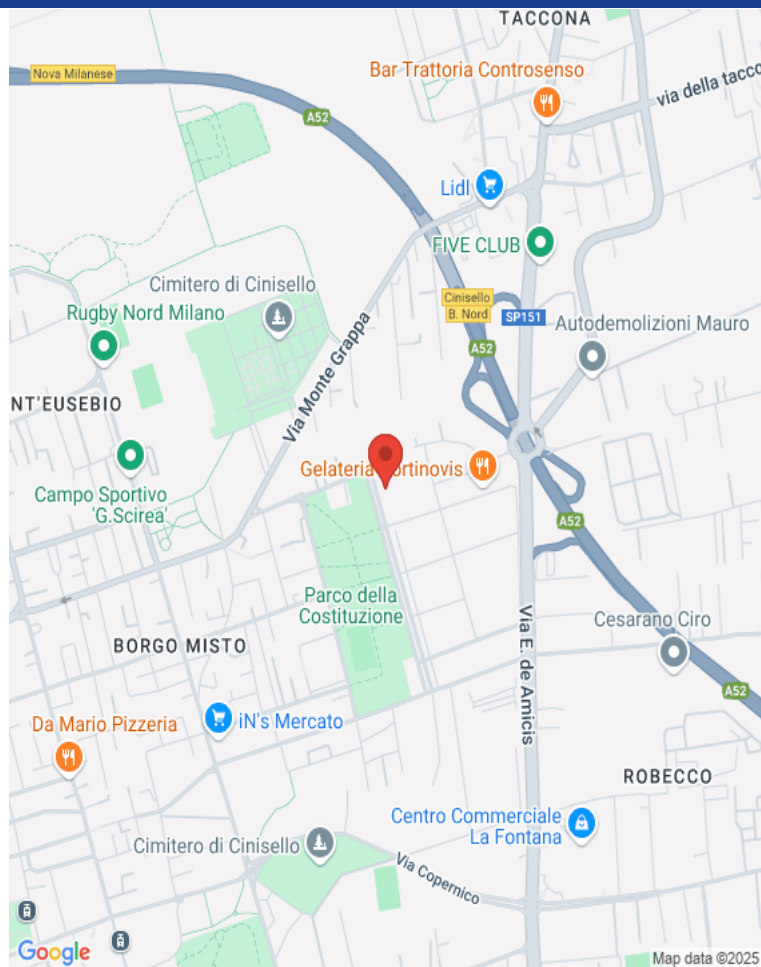 TACCONA
Nova Milanese
Bar Trattoria Controsenso
via della tacco
A52
Lidl
FIVE CLUB
Cimitero di Cinisello
Cinisello
B. Nord
SP151
Rugby Nord Milano
Autodemolizioni Mauro
A52
Via Monte Grappa
NT'EUSEBIO
Gelateria ortinovis
Campo Sportivo
'G.Scirea'
A52
Parco della
Costituzione
Via E. de Amicis
Cesarano Ciro
BORGO MISTO
A52
iN's Mercato
Da Mario Pizzeria
ROBECCO
Centro Commerciale
La Fontana
Cimitero di Cinisello
Via Copernico
Google
Map data ©2025